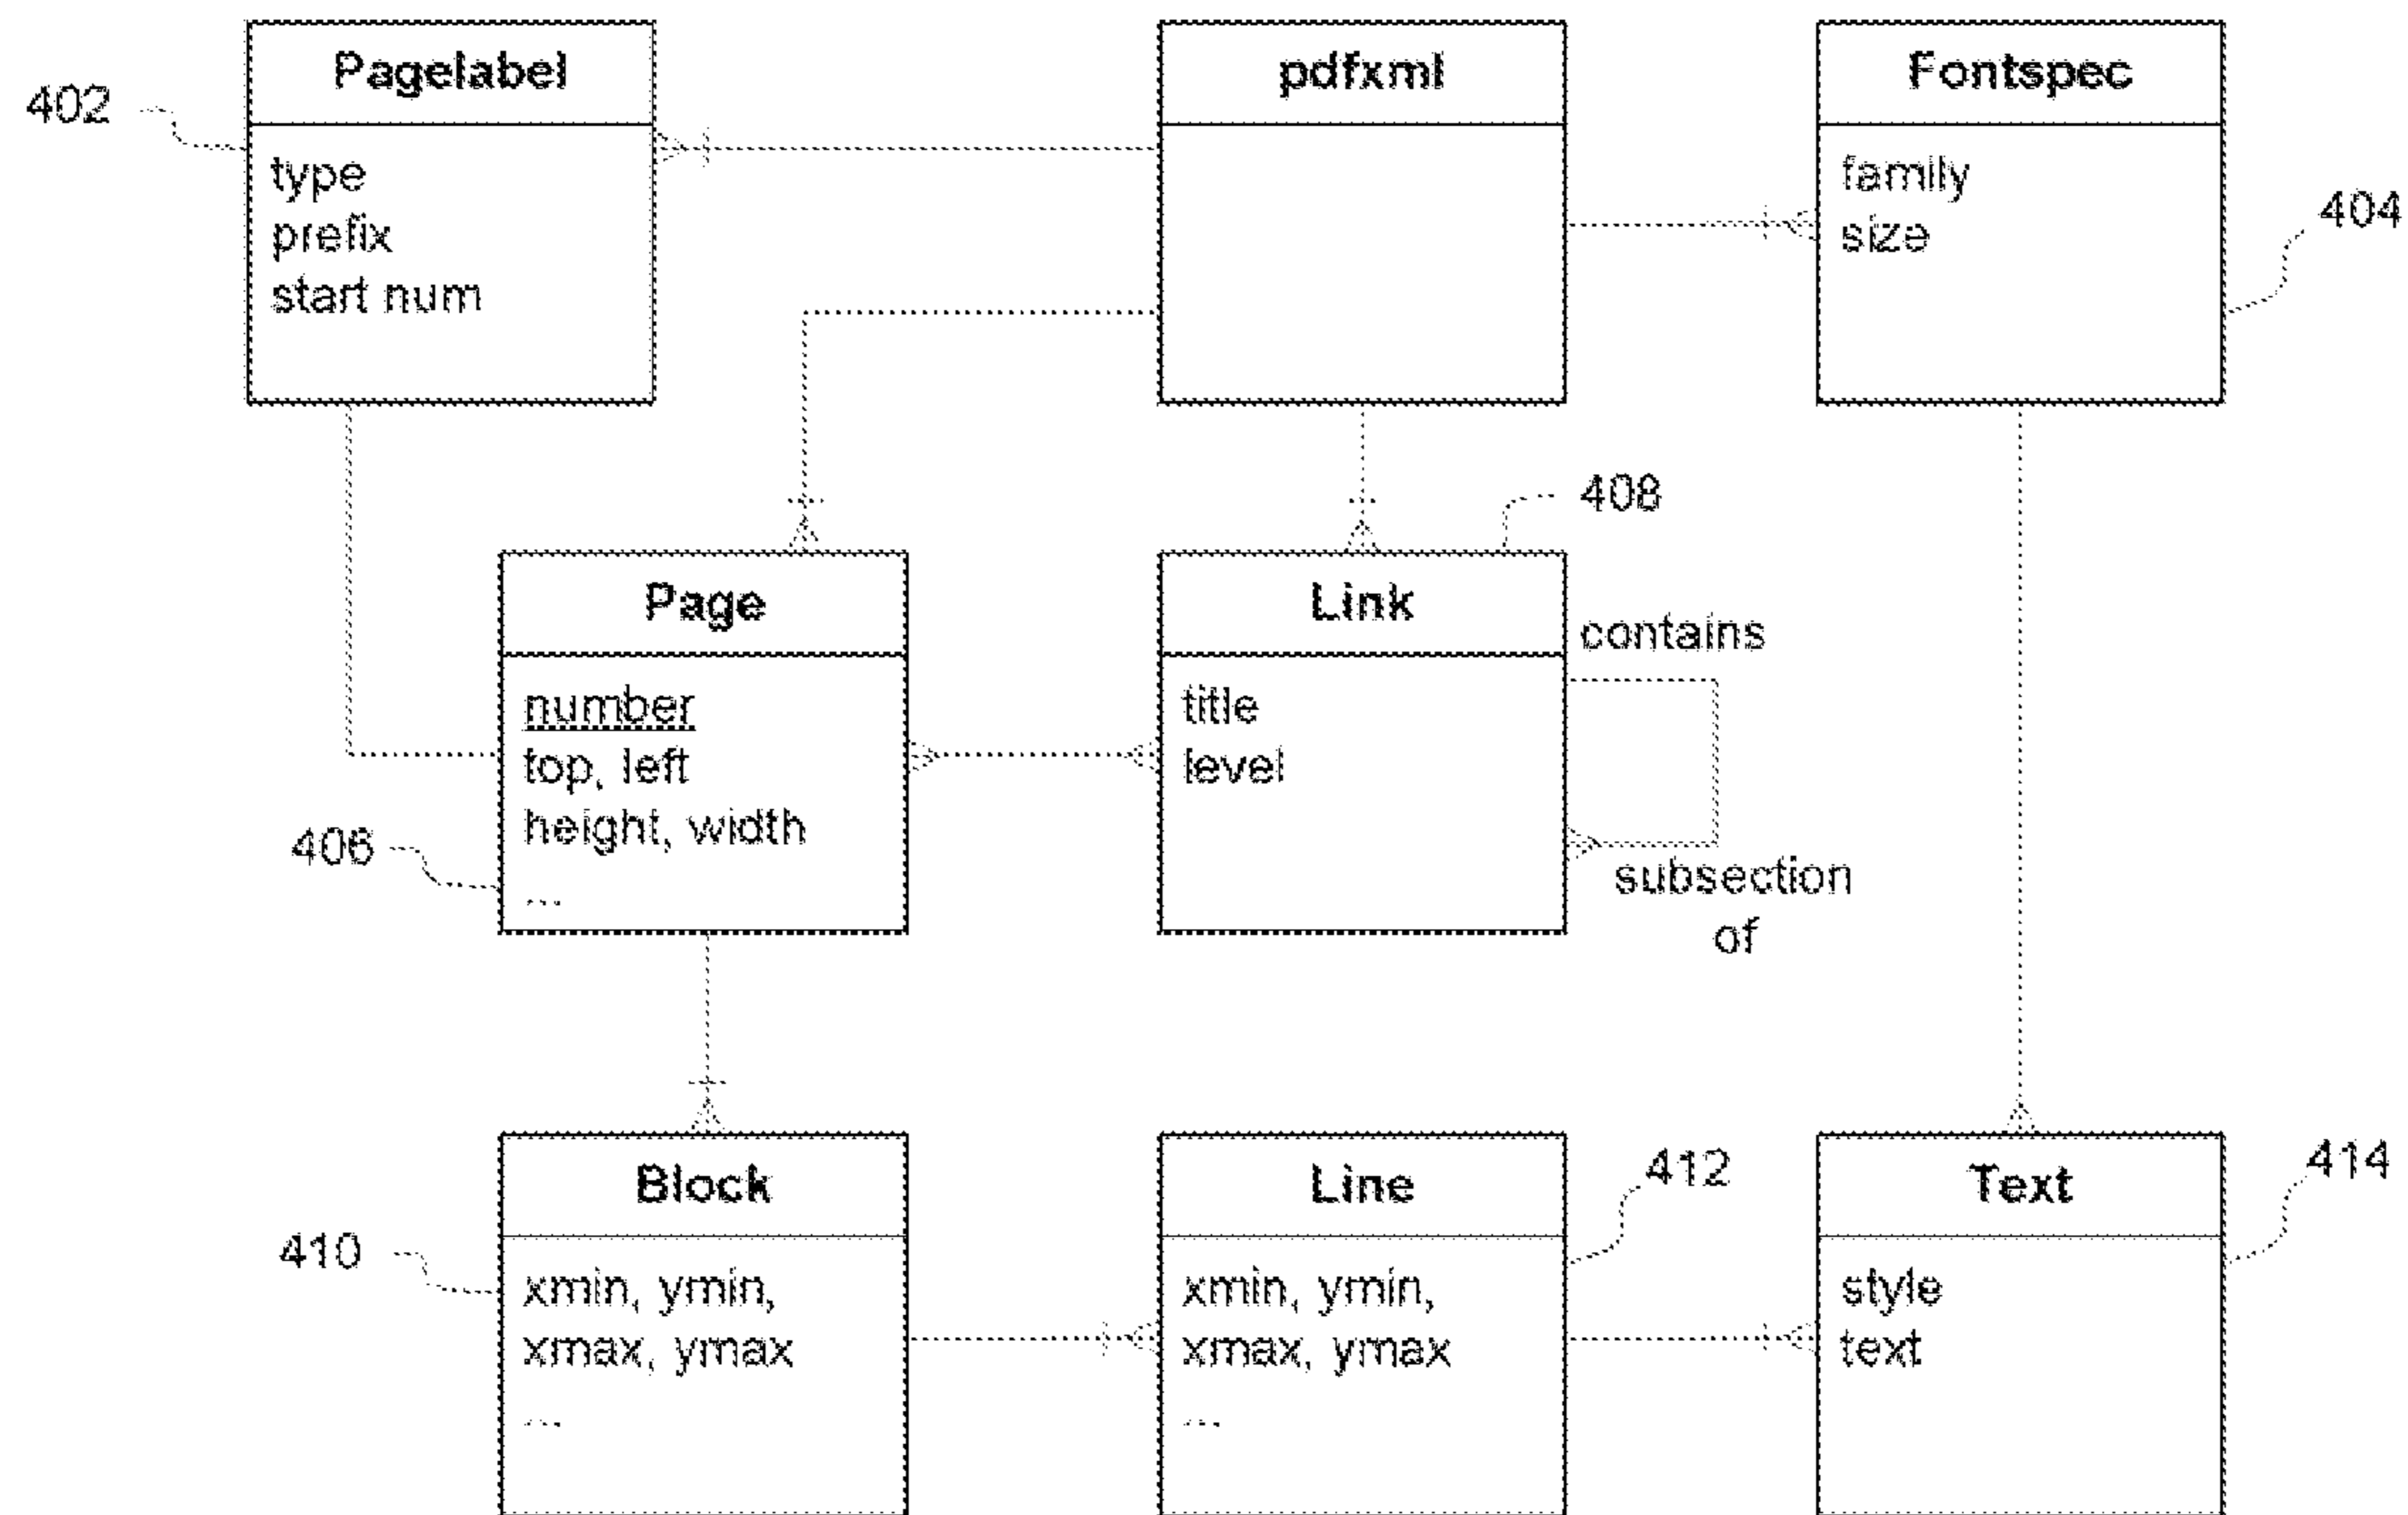 Pagelabel
402
type
prefix
start num
pdfxml
Fontspec
family
size
404
Page
number
top, left
height, width
...
406
408
Link
title
level
contains
subsection
of
Block
410
xmin, ymin,
xmax, ymax
...
Line
412
xmin, ymin,
xmax, ymax
...
Text
414
style
text